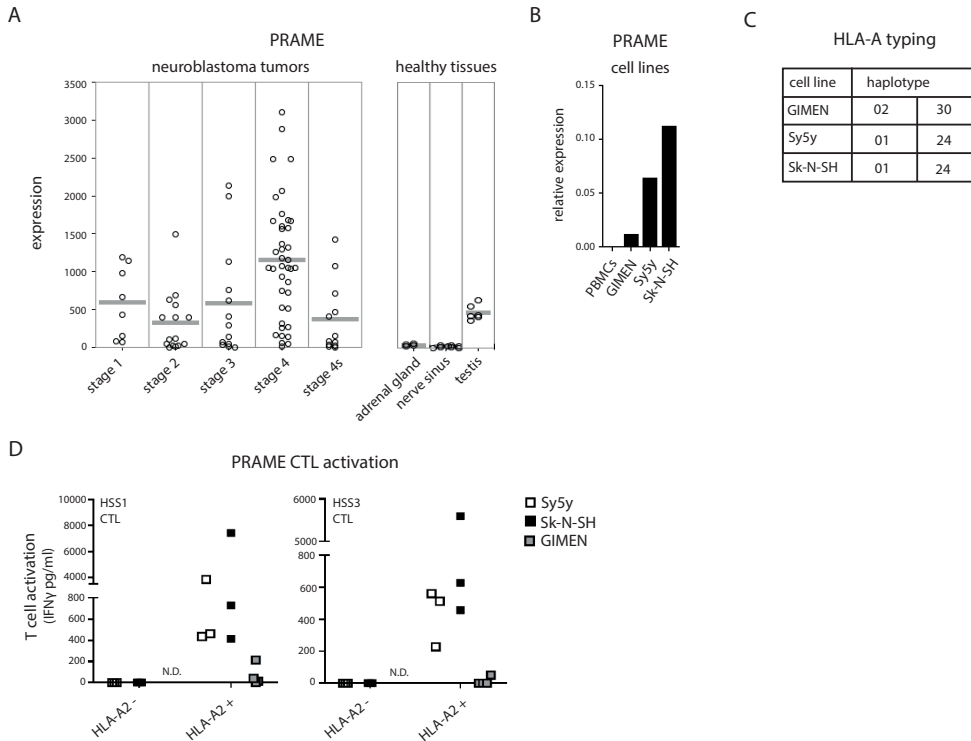 A
PRAME
neuroblastoma tumors
healthy tissues
3500
3000
2500
2000
1500
1000
500
0
expression
stage 1
stage 2
stage 3
stage 4
stage 4s
adrenal gland
nerve sinus
testis
B
PRAME
cell lines
0.15
0.10
0.05
0.00
relative expression
PBMCs
GIMEN
Sy5y
Sk-N-SH
C
HLA-A typing
cell line haplotype
GIMEN 02 30
Sy5y 01 24
Sk-N-SH 01 24
D
PRAME CTL activation
T cell activation
(IFNγ pg/ml)
10000
8000
6000
4000
800
600
400
200
0
HSS1
CTL
N.D.
HLA-A2 -
HLA-A2 +
6000
5000
800
600
400
200
0
HSS3
CTL
N.D.
HLA-A2 -
HLA-A2 +
Sy5y
Sk-N-SH
GIMEN